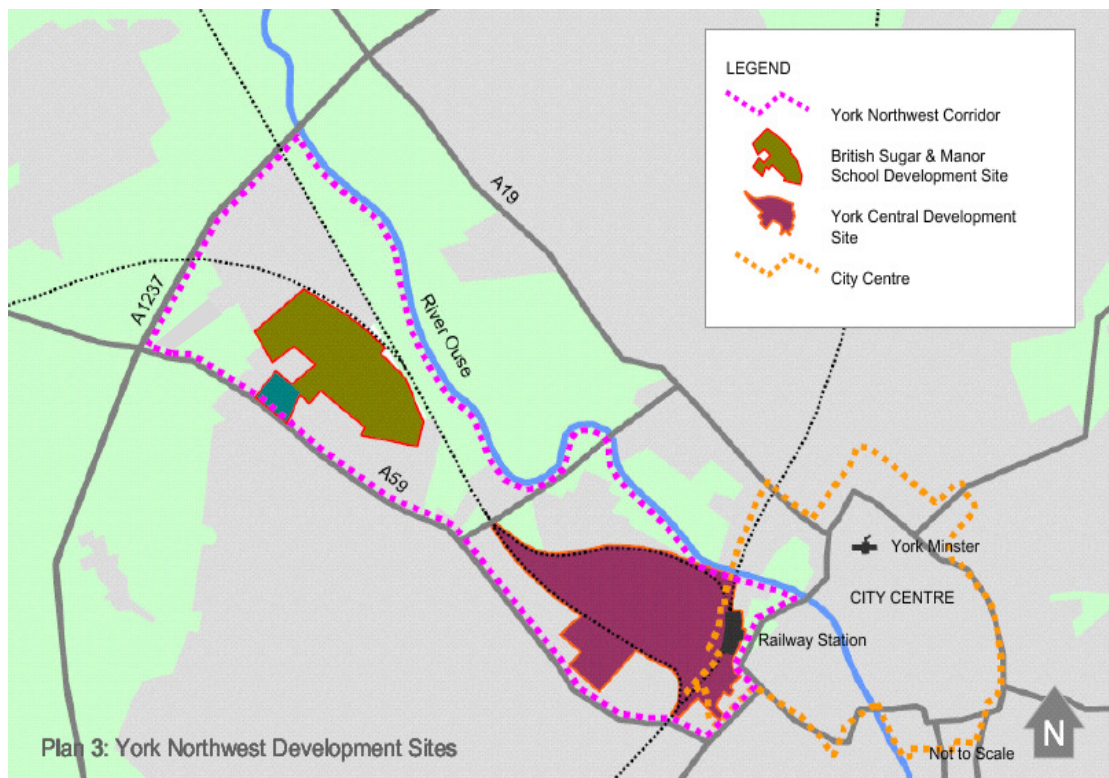 LEGEND
York Northwest Corridor
British Sugar & Manor
School Development Site
York Central Development
Site
City Centre
A19
A1237
River Ouse
A59
York Minster
CITY CENTRE
Railway Station
Plan 3: York Northwest Development Sites
Not to Scale
N